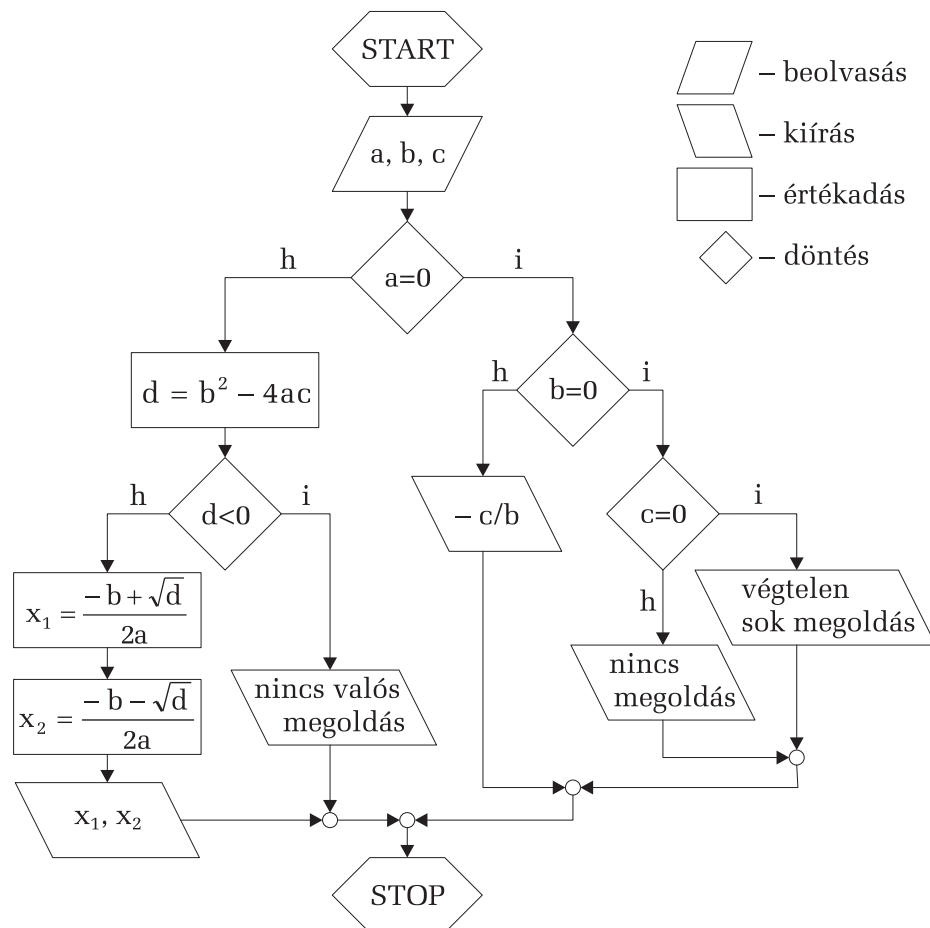 START
a, b, c
– beolvasás
– kiírás
– értékadás
– döntés
h
a=0
i
d = b² – 4ac
h
b=0
i
h
d<0
i
– c/b
c=0
i
h
x₁ = (–b + √d) / 2a
végtelen
sok megoldás
nincs
megoldás
x₂ = (–b – √d) / 2a
nincs valós
megoldás
x₁, x₂
STOP